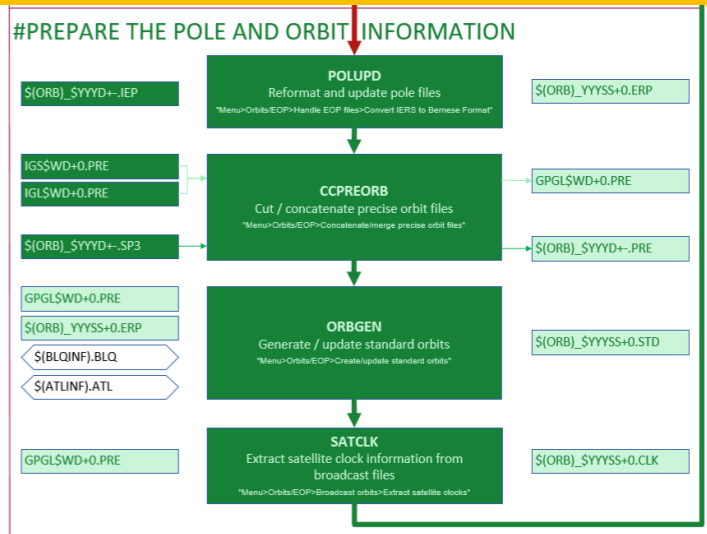 #PREPARE THE POLE AND ORBIT INFORMATION
POLUPD
Reformat and update pole files
"Menu>Orbits/EOP>Handle EOP files>Convert IERS to Bernese Format"
$(ORB)_$YYYD+-.IEP
$(ORB)_YYYSS+0.ERP
IGS$WD+0.PRE
IGL$WD+0.PRE
CCPREORB
Cut / concatenate precise orbit files
"Menu>Orbits/EOP>Concatenate/merge precise orbit files"
GPGL$WD+0.PRE
$(ORB)_$YYYD+-.SP3
$(ORB)_$YYYD+-.PRE
GPGL$WD+0.PRE
$(ORB)_YYYSS+0.ERP
$(BLQINF).BLQ
$(ATLINF).ATL
ORBGEN
Generate / update standard orbits
"Menu>Orbits/EOP>Create/update standard orbits"
$(ORB)_$YYYSS+0.STD
GPGL$WD+0.PRE
SATCLK
Extract satellite clock information from
broadcast files
"Menu>Orbits/EOP>Broadcast orbits>Extract satellite clocks"
$(ORB)_$YYYSS+0.CLK